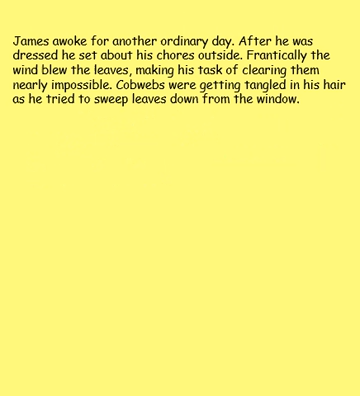 James awoke for another ordinary day. After he was
dressed he set about his chores outside. Frantically the
wind blew the leaves, making his task of clearing them
nearly impossible. Cobwebs were getting tangled in his hair
as he tried to sweep leaves down from the window.